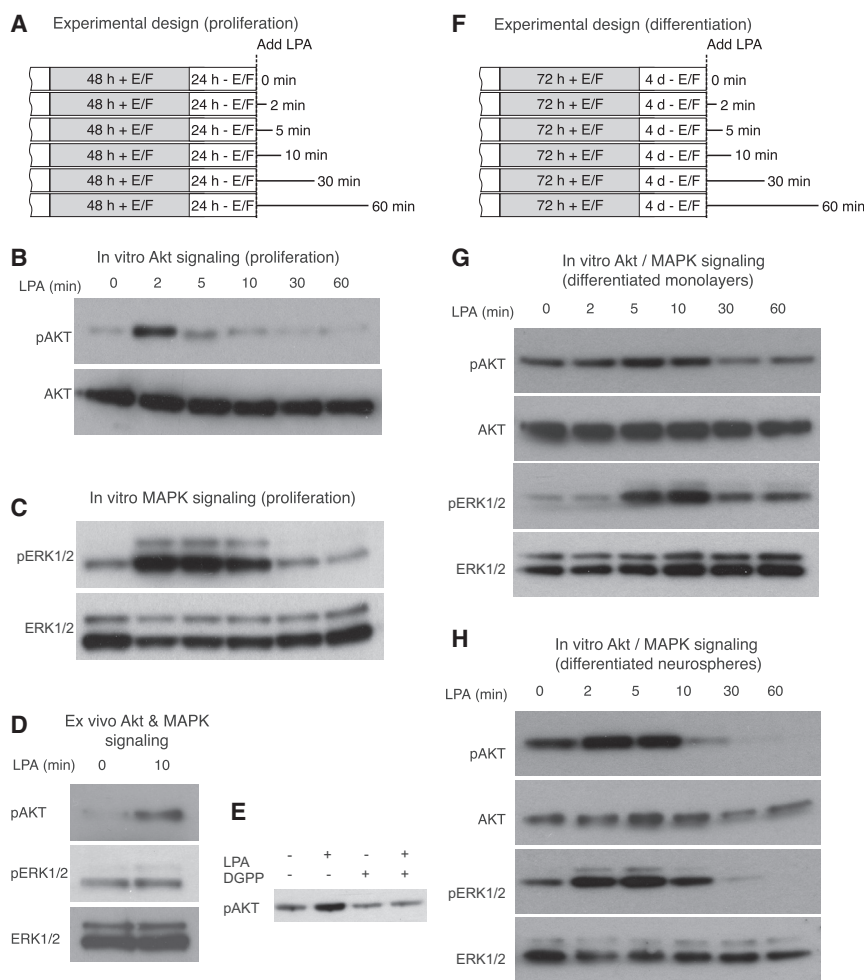 A Experimental design (proliferation)
Add LPA
48 h + E/F 24 h - E/F 0 min
48 h + E/F 24 h - E/F 2 min
48 h + E/F 24 h - E/F 5 min
48 h + E/F 24 h - E/F 10 min
48 h + E/F 24 h - E/F 30 min
48 h + E/F 24 h - E/F 60 min
B In vitro Akt signaling (proliferation)
LPA (min) 0 2 5 10 30 60
pAKT
AKT
C In vitro MAPK signaling (proliferation)
pERK1/2
ERK1/2
D Ex vivo Akt & MAPK
signaling
LPA (min) 0 10
pAKT
pERK1/2
ERK1/2
E
LPA - + - +
DGPP - - + +
pAKT
F Experimental design (differentiation)
Add LPA
72 h + E/F 4 d - E/F 0 min
72 h + E/F 4 d - E/F 2 min
72 h + E/F 4 d - E/F 5 min
72 h + E/F 4 d - E/F 10 min
72 h + E/F 4 d - E/F 30 min
72 h + E/F 4 d - E/F 60 min
G In vitro Akt / MAPK signaling
(differentiated monolayers)
LPA (min) 0 2 5 10 30 60
pAKT
AKT
pERK1/2
ERK1/2
H In vitro Akt / MAPK signaling
(differentiated neurospheres)
LPA (min) 0 2 5 10 30 60
pAKT
AKT
pERK1/2
ERK1/2